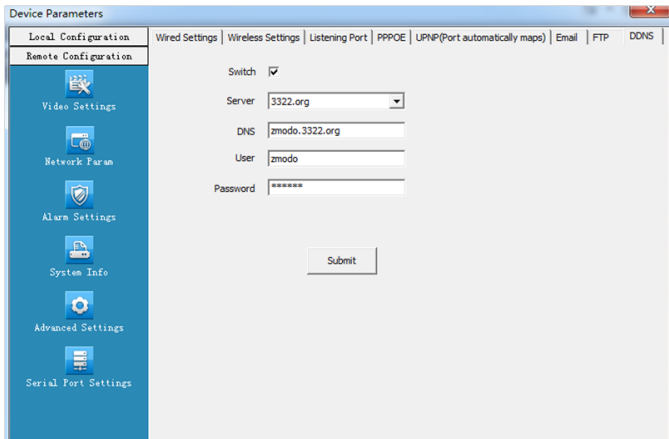 Device Parameters
Local Configuration
Remote Configuration
Video Settings
Network Param
Alarm Settings
System Info
Advanced Settings
Serial Port Settings
Wired Settings Wireless Settings Listening Port PPPOE UPNP(Port automatically maps) Email FTP DDNS
Switch
Server 3322.org
DNS zmodo.3322.org
User zmodo
Password ******
Submit